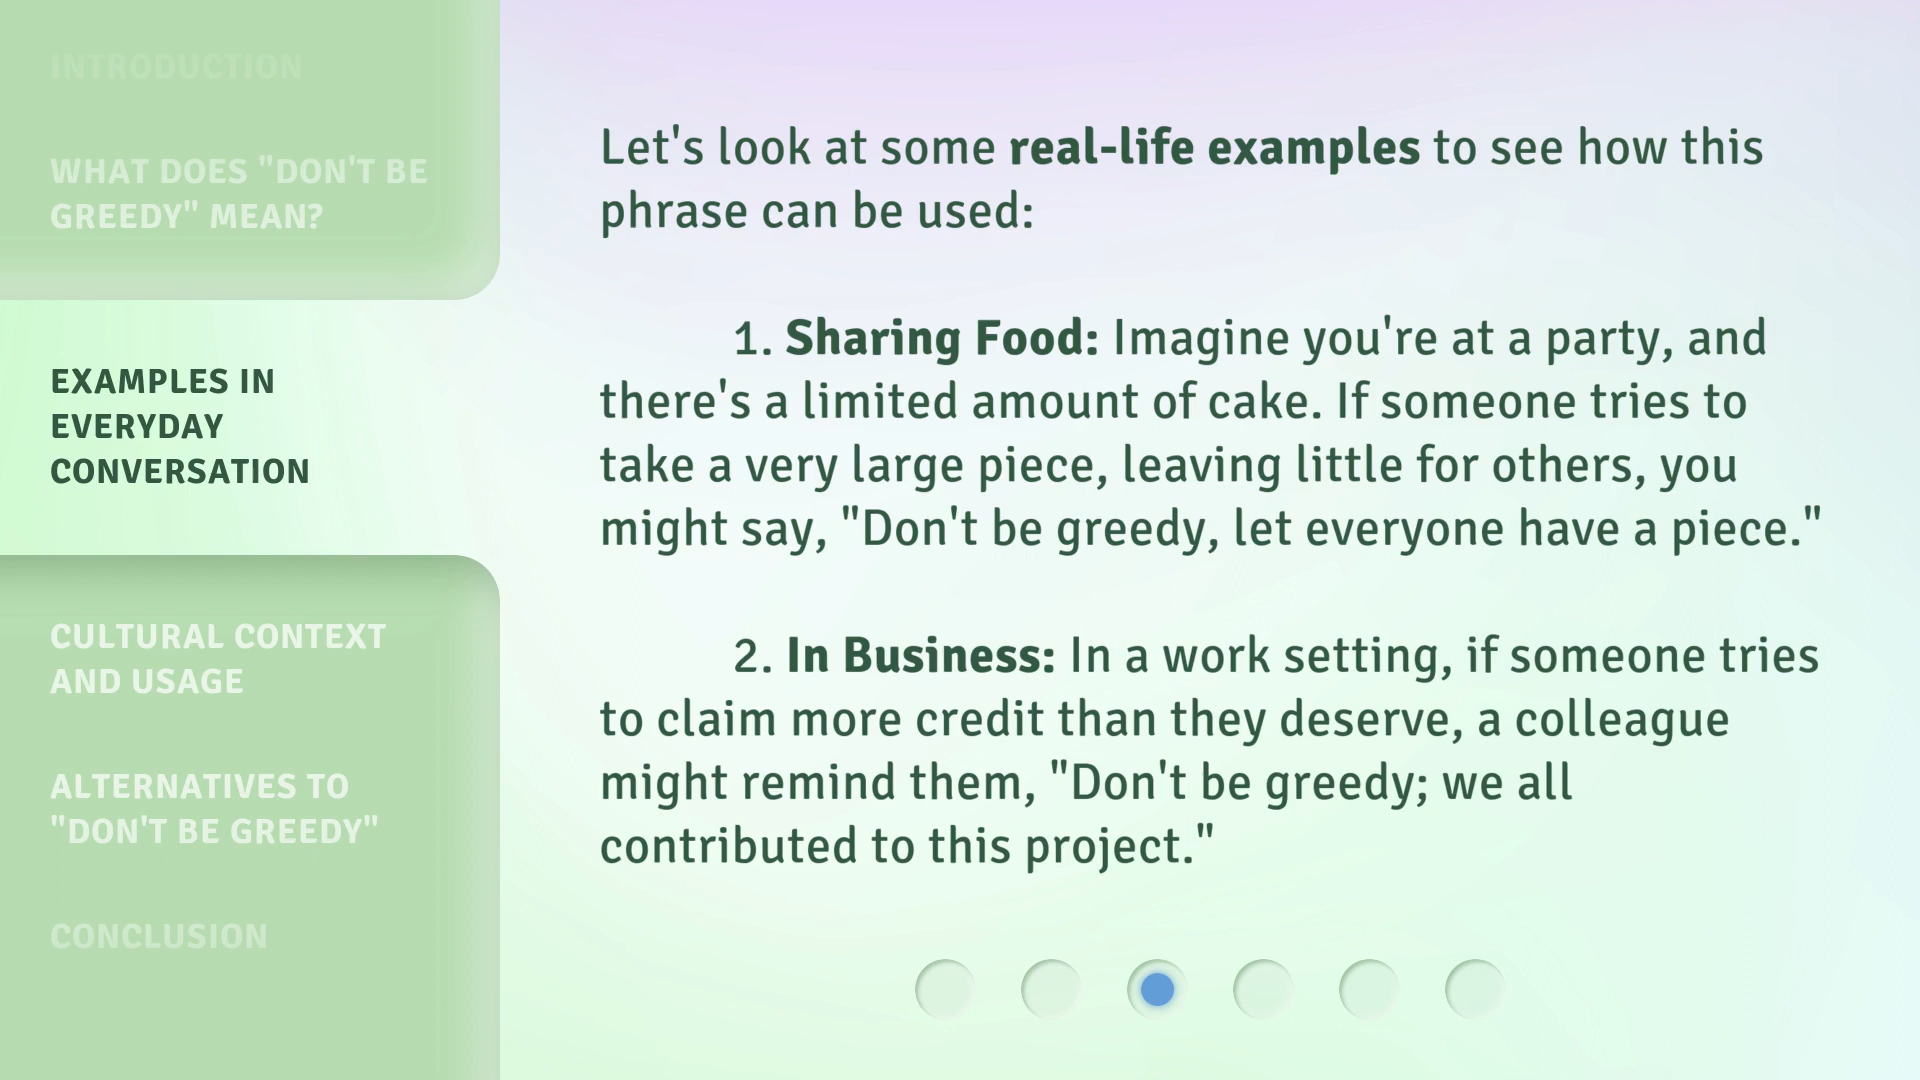 INTRODUCTION
WHAT DOES "DON'T BE
GREEDY" MEAN?
EXAMPLES IN
EVERYDAY
CONVERSATION
CULTURAL CONTEXT
AND USAGE
ALTERNATIVES TO
"DON'T BE GREEDY"
CONCLUSION
Let's look at some real-life examples to see how this
phrase can be used:
1. Sharing Food: Imagine you're at a party, and
there's a limited amount of cake. If someone tries to
take a very large piece, leaving little for others, you
might say, "Don't be greedy, let everyone have a piece."
2. In Business: In a work setting, if someone tries
to claim more credit than they deserve, a colleague
might remind them, "Don't be greedy; we all
contributed to this project."